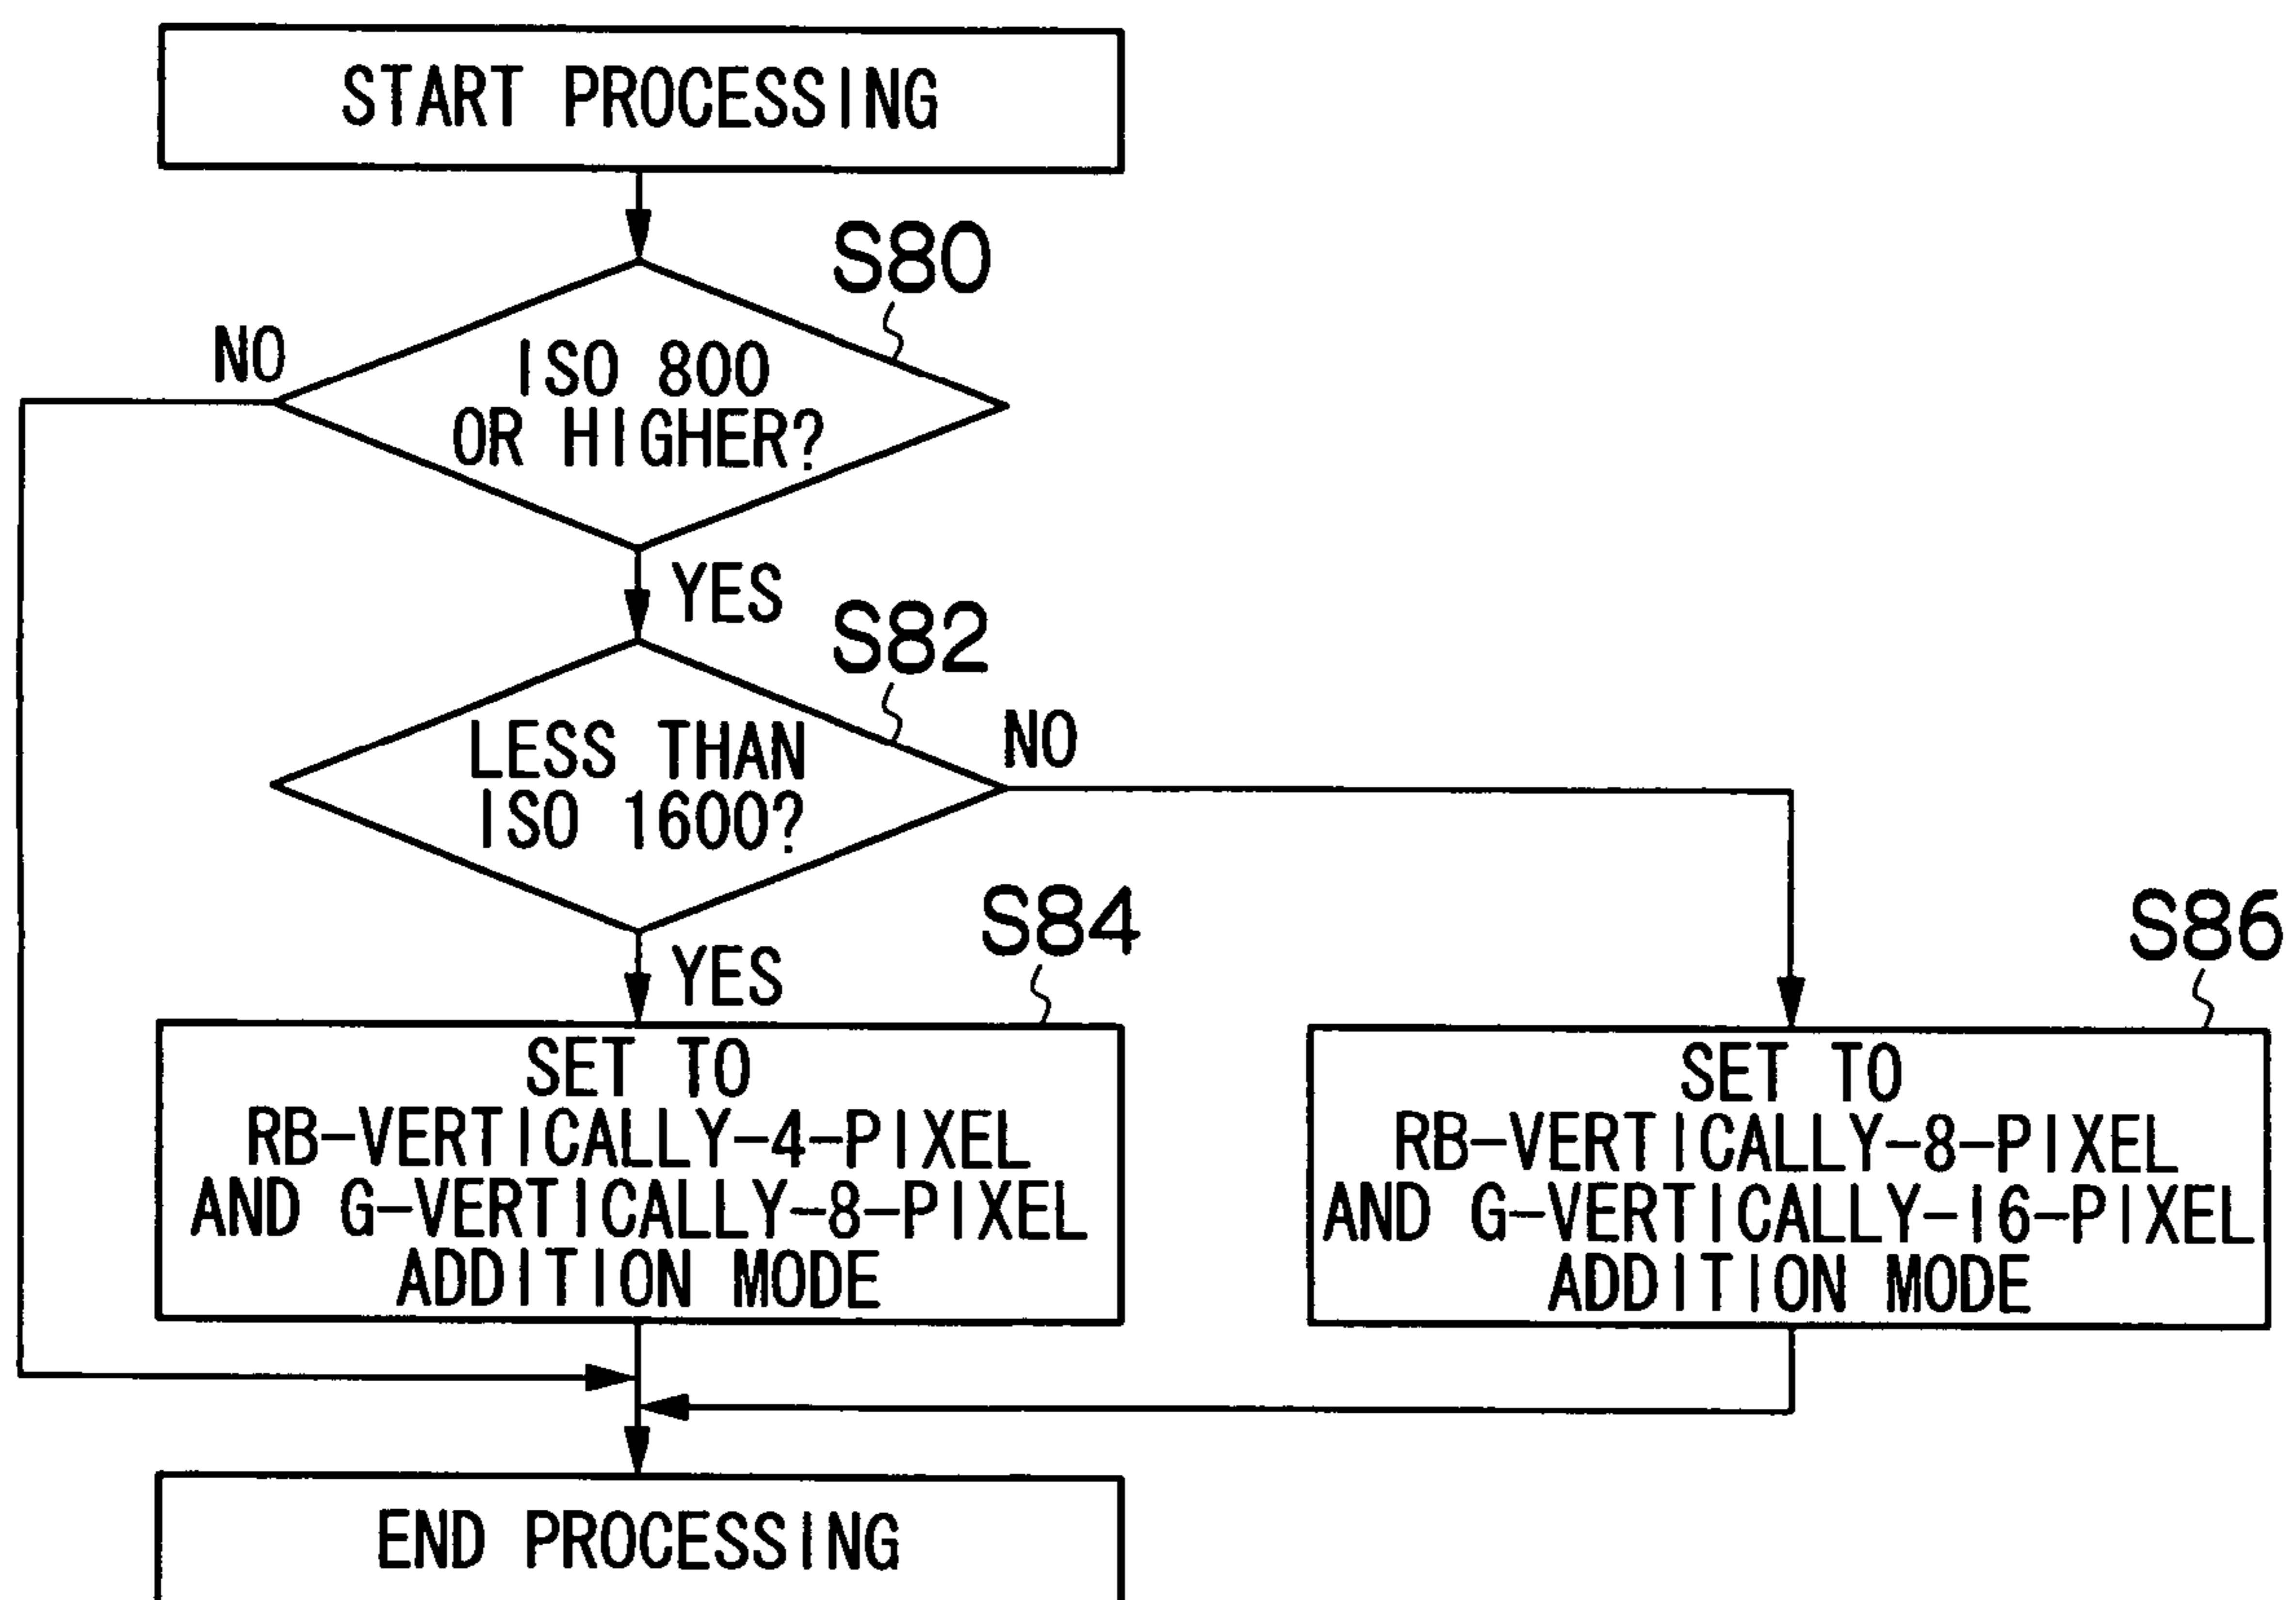 START PROCESSING
S80
NO
ISO 800
OR HIGHER?
YES
S82
LESS THAN
ISO 1600?
NO
YES
S84
SET TO
RB-VERTICALLY-4-PIXEL
AND G-VERTICALLY-8-PIXEL
ADDITION MODE
S86
SET TO
RB-VERTICALLY-8-PIXEL
AND G-VERTICALLY-16-PIXEL
ADDITION MODE
END PROCESSING